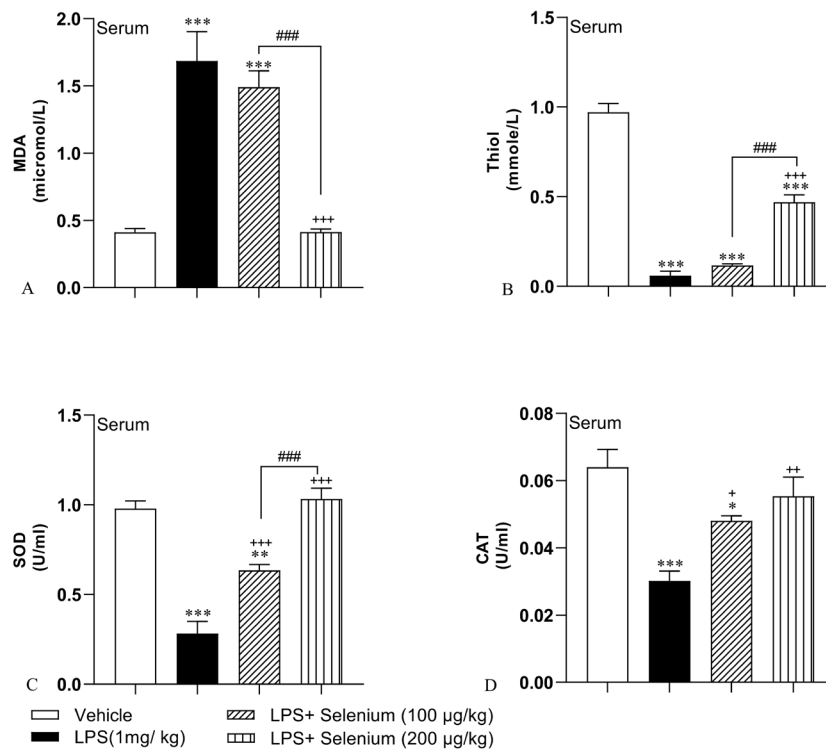 Serum
MDA
(micromol/L)
2.0
1.5
1.0
0.5
0.0
***
***
###
+++
A
Serum
Thiol
(mmole/L)
1.5
1.0
0.5
0.0
***
***
###
+++
***
B
Serum
SOD
(U/ml)
1.5
1.0
0.5
0.0
***
+++
**
###
+++
C
Serum
CAT
(U/ml)
0.08
0.06
0.04
0.02
0.00
***
+
*
++
D
Vehicle
LPS(1mg/ kg)
LPS+ Selenium (100 µg/kg)
LPS+ Selenium (200 µg/kg)